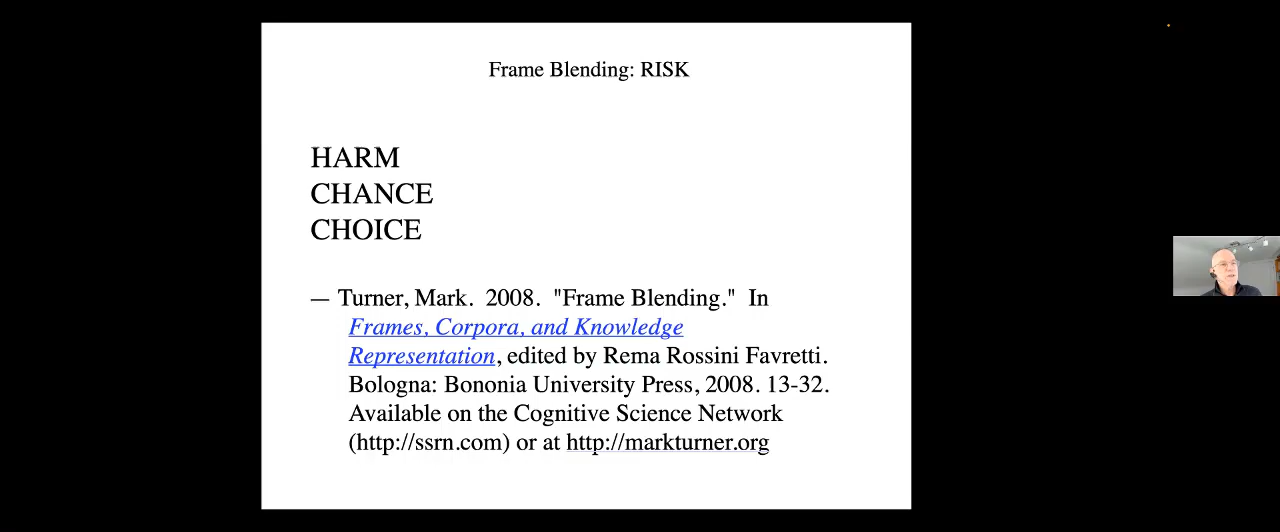 Frame Blending: RISK
HARM
CHANCE
CHOICE
— Turner, Mark.  2008.  "Frame Blending."  In
Frames, Corpora, and Knowledge
Representation, edited by Rema Rossini Favretti.
Bologna: Bononia University Press, 2008. 13-32.
Available on the Cognitive Science Network
(http://ssrn.com) or at http://markturner.org